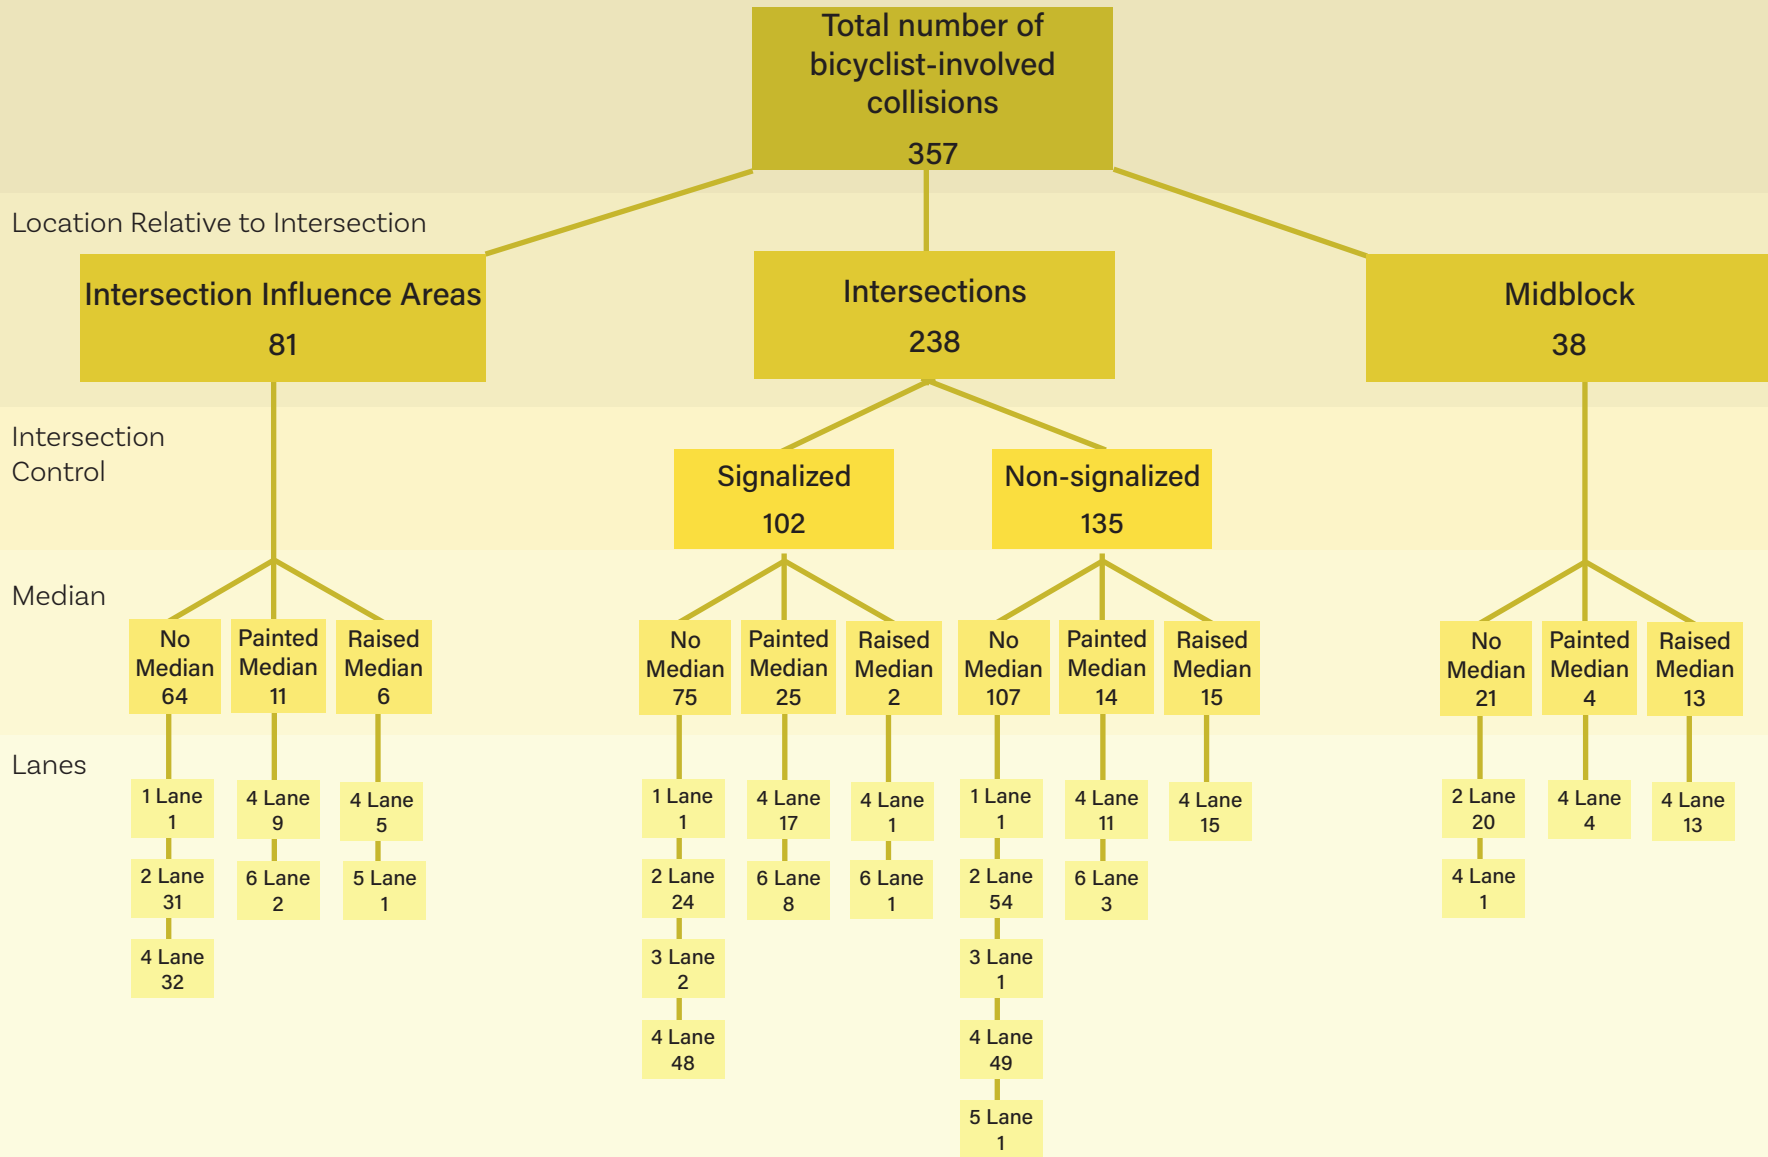 Total number of
bicyclist-involved
collisions
357
Location Relative to Intersection
Intersection Influence Areas
81
Intersections
238
Midblock
38
Intersection
Control
Signalized
102
Non-signalized
135
Median
No
Median
64
Painted
Median
11
Raised
Median
6
No
Median
75
Painted
Median
25
Raised
Median
2
No
Median
107
Painted
Median
14
Raised
Median
15
No
Median
21
Painted
Median
4
Raised
Median
13
Lanes
1 Lane
1
2 Lane
31
4 Lane
32
4 Lane
9
6 Lane
2
4 Lane
5
5 Lane
1
1 Lane
1
2 Lane
24
3 Lane
2
4 Lane
48
4 Lane
17
6 Lane
8
4 Lane
1
6 Lane
1
1 Lane
1
2 Lane
54
3 Lane
1
4 Lane
49
5 Lane
1
4 Lane
11
6 Lane
3
4 Lane
15
2 Lane
20
4 Lane
1
4 Lane
4
4 Lane
13